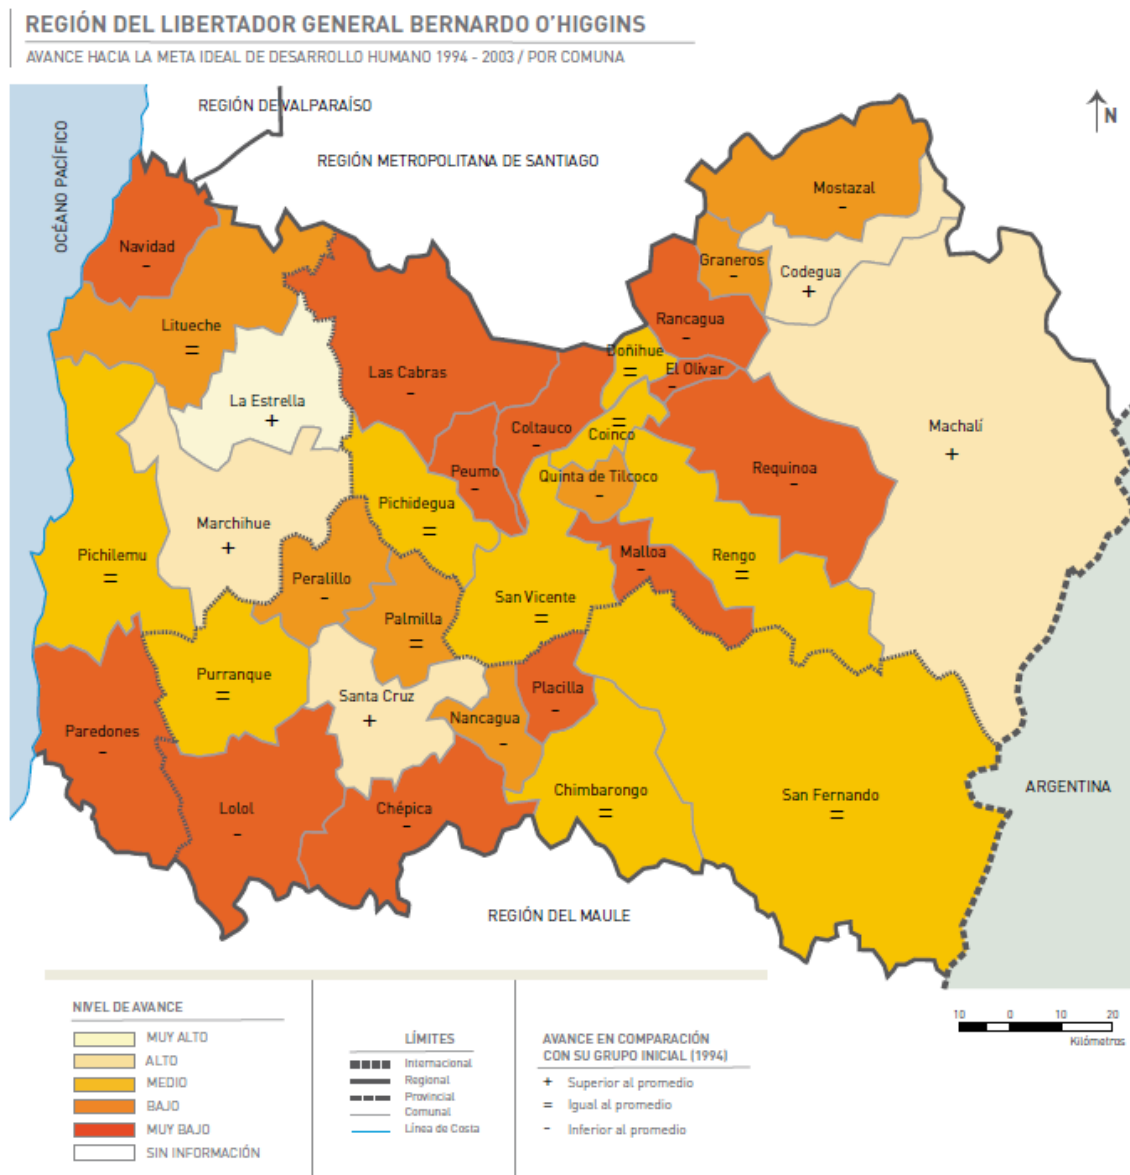 REGIÓN DEL LIBERTADOR GENERAL BERNARDO O'HIGGINS
AVANCE HACIA LA META IDEAL DE DESARROLLO HUMANO 1994 - 2003 / POR COMUNA
REGIÓN DE VALPARAÍSO
OCÉANO PACÍFICO
N
REGIÓN METROPOLITANA DE SANTIAGO
Mostazal
-
Navidad
-
Graneros
-
Codegua
+
Litueche
=
Rancagua
-
Doñihue
=
El Olivar
-
Las Cabras
-
La Estrella
+
Coltauco
-
Coinco
=
Machalí
+
Peumo
-
Quinta de Tilcoco
-
Requinoa
-
Pichidegua
=
Marchihue
+
Pichilemu
=
Malloa
-
Rengo
=
Peralillo
-
San Vicente
=
Palmilla
=
Purranque
=
Santa Cruz
+
Placilla
-
Nancagua
-
Paredones
-
Lolol
-
Chépica
-
Chimbarongo
=
San Fernando
=
ARGENTINA
REGIÓN DEL MAULE
NIVEL DE AVANCE
MUY ALTO
ALTO
MEDIO
BAJO
MUY BAJO
SIN INFORMACIÓN
LÍMITES
Internacional
Regional
Provincial
Comunal
Línea de Costa
AVANCE EN COMPARACIÓN
CON SU GRUPO INICIAL (1994)
+ Superior al promedio
= Igual al promedio
- Inferior al promedio
10 0 10 20
Kilómetros